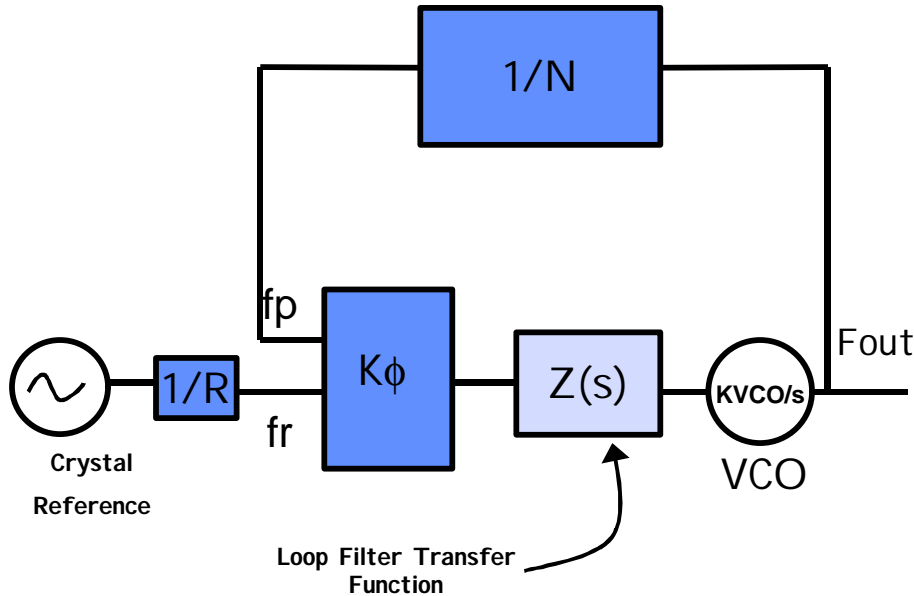 1/N
fp
Kϕ
Z(s)
KVCO/s
Fout
1/R
fr
VCO
Crystal
Reference
Loop Filter Transfer
Function